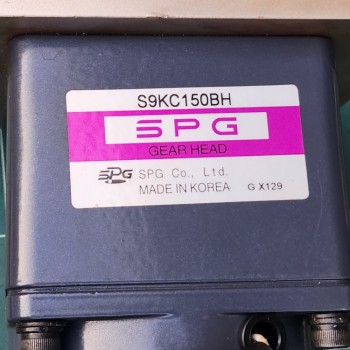 S9KC150BH
SPG
GEAR HEAD
SPG SPG Co., Ltd.
MADE IN KOREA G X129